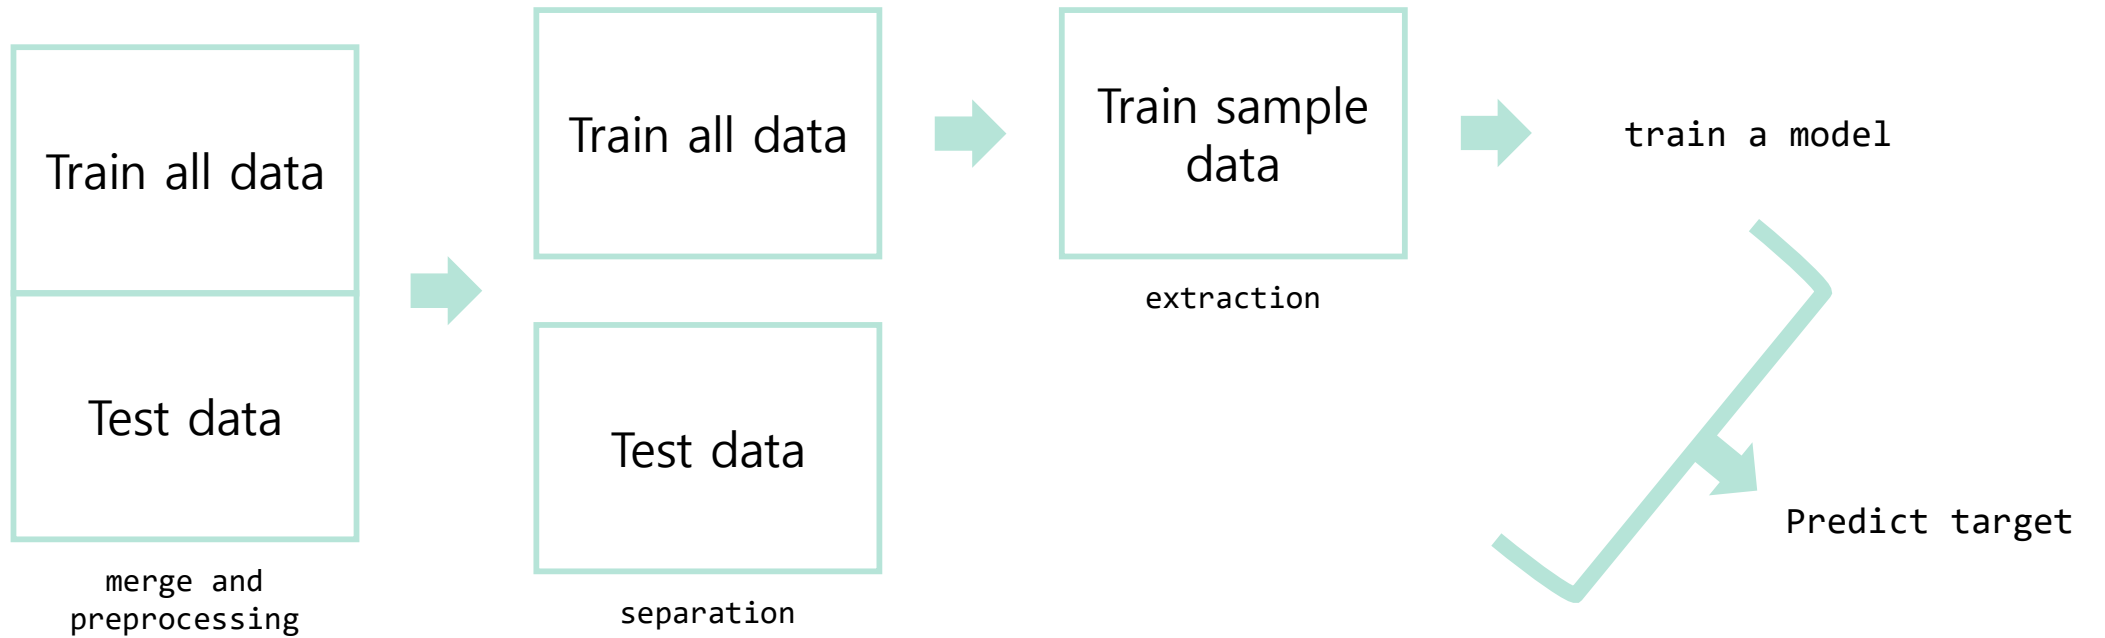 Train all data
Test data
merge and
preprocessing
Train all data
Test data
separation
Train sample
data
extraction
train a model
Predict target